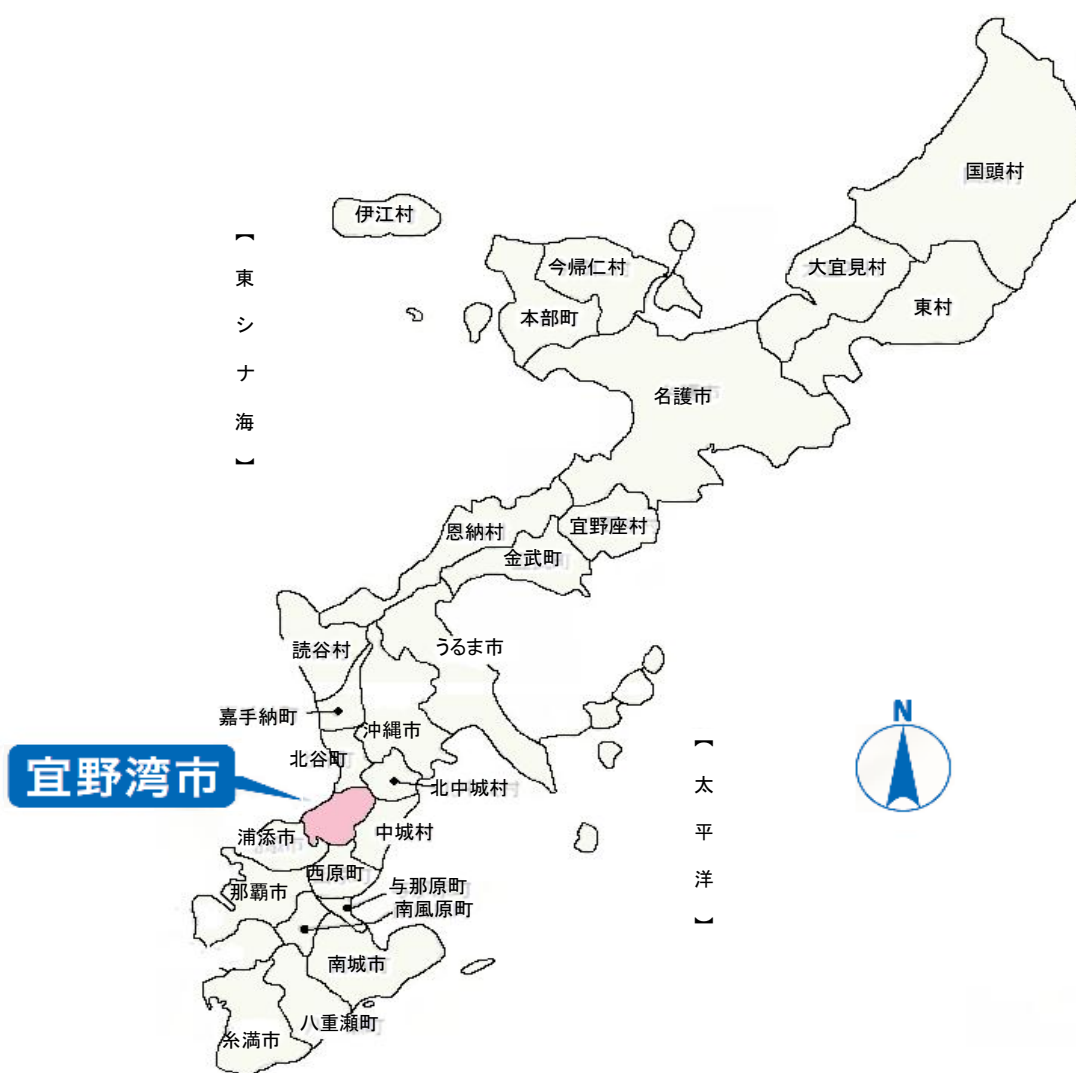 国頭村
伊江村
【東シナ海】
今帰仁村
大宜見村
東村
本部町
名護市
恩納村
宜野座村
金武町
読谷村
うるま市
嘉手納町
沖縄市
N
【太平洋】
北谷町
宜野湾市
北中城村
浦添市
中城村
西原町
与那原町
那覇市
南風原町
南城市
八重瀬町
糸満市